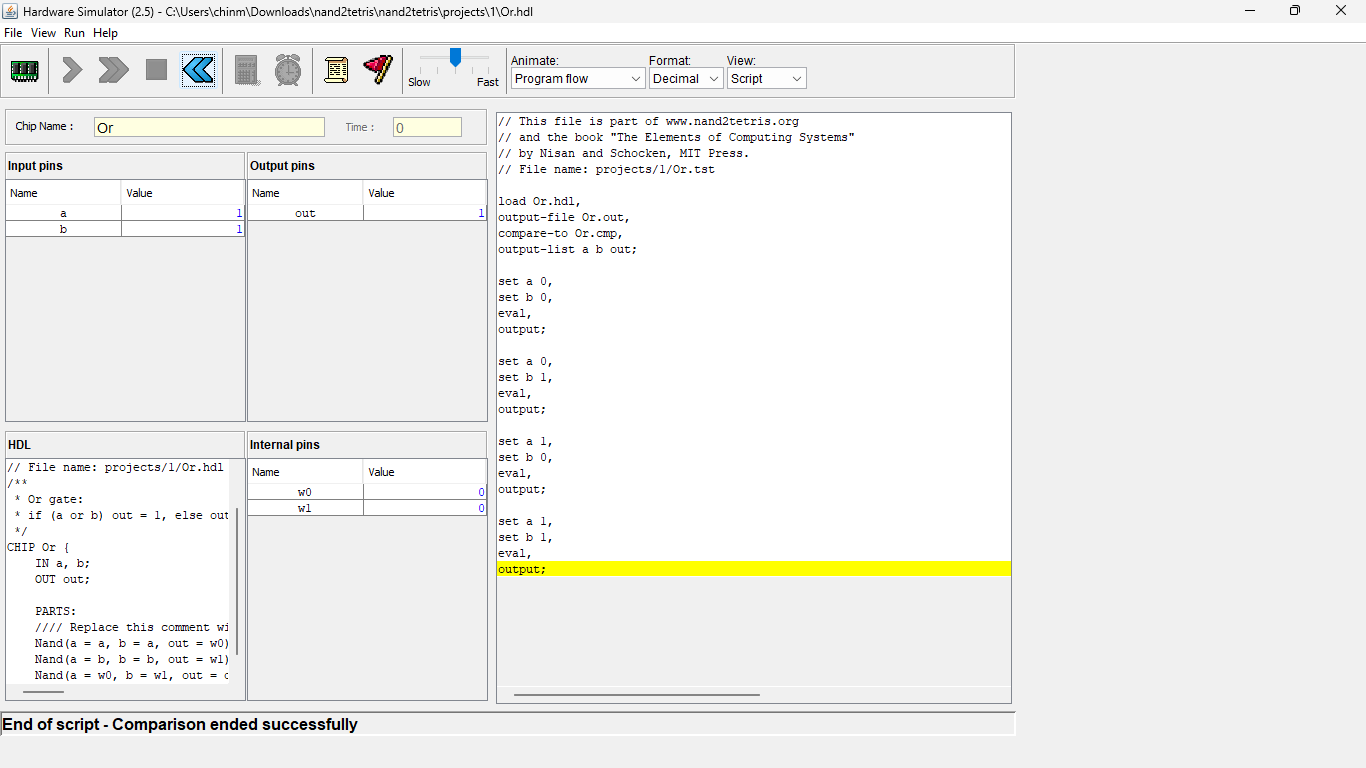 Hardware Simulator (2.5) - C:\Users\chinm\Downloads\nand2tetris\nand2tetris\projects\1\Or.hdl
File View Run Help
Slow Fast
Animate: Format: View:
Program flow Decimal Script
Chip Name : Or Time : 0
Input pins
Name Value
a 1
b 1
Output pins
Name Value
out 1
HDL
// File name: projects/1/Or.hdl
/**
* Or gate:
* if (a or b) out = 1, else out
*/
CHIP Or {
IN a, b;
OUT out;
PARTS:
//// Replace this comment wi
Nand(a = a, b = a, out = w0)
Nand(a = b, b = b, out = w1)
Nand(a = w0, b = w1, out = o
Internal pins
Name Value
w0 0
w1 0
// This file is part of www.nand2tetris.org
// and the book "The Elements of Computing Systems"
// by Nisan and Schocken, MIT Press.
// File name: projects/1/Or.tst
load Or.hdl,
output-file Or.out,
compare-to Or.cmp,
output-list a b out;
set a 0,
set b 0,
eval,
output;
set a 0,
set b 1,
eval,
output;
set a 1,
set b 0,
eval,
output;
set a 1,
set b 1,
eval,
output;
End of script - Comparison ended successfully